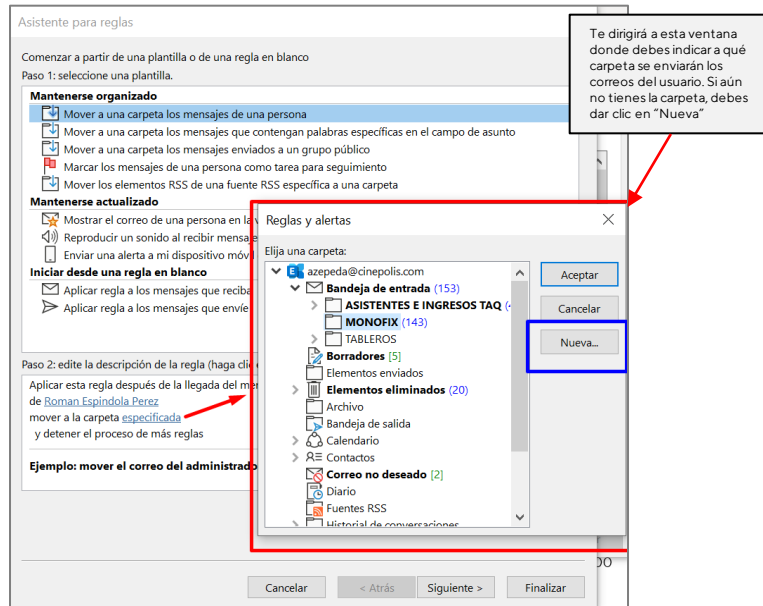 Asistente para reglas
Comenzar a partir de una plantilla o de una regla en blanco
Paso 1: seleccione una plantilla.
Mantenerse organizado
Mover a una carpeta los mensajes de una persona
Mover a una carpeta los mensajes que contengan palabras específicas en el campo de asunto
Mover a una carpeta los mensajes enviados a un grupo público
Marcar los mensajes de una persona como tarea para seguimiento
Mover los elementos RSS de una fuente RSS específica a una carpeta
Mantenerse actualizado
Mostrar el correo de una persona en la v
Reproducir un sonido al recibir mensaje
Enviar una alerta a mi dispositivo móvi
Iniciar desde una regla en blanco
Aplicar regla a los mensajes que reciba
Aplicar regla a los mensajes que envíe
Paso 2: edite la descripción de la regla (haga clic e
Aplicar esta regla después de la llegada del men
de Roman Espindola Perez
mover a la carpeta especificada
y detener el proceso de más reglas
Ejemplo: mover el correo del administrado
Cancelar
< Atrás
Siguiente >
Finalizar
Te dirigirá a esta ventana
donde debes indicar a qué
carpeta se enviarán los
correos del usuario. Si aún
no tienes la carpeta, debes
dar clic en "Nueva"
Reglas y alertas
Elija una carpeta:
azepeda@cinepolis.com
Bandeja de entrada (153)
ASISTENTES E INGRESOS TAQ
MONOFIX (143)
TABLEROS
Borradores [5]
Elementos enviados
Elementos eliminados (20)
Archivo
Bandeja de salida
Calendario
Contactos
Correo no deseado [2]
Diario
Fuentes RSS
Historial de conversaciones
Aceptar
Cancelar
Nueva...